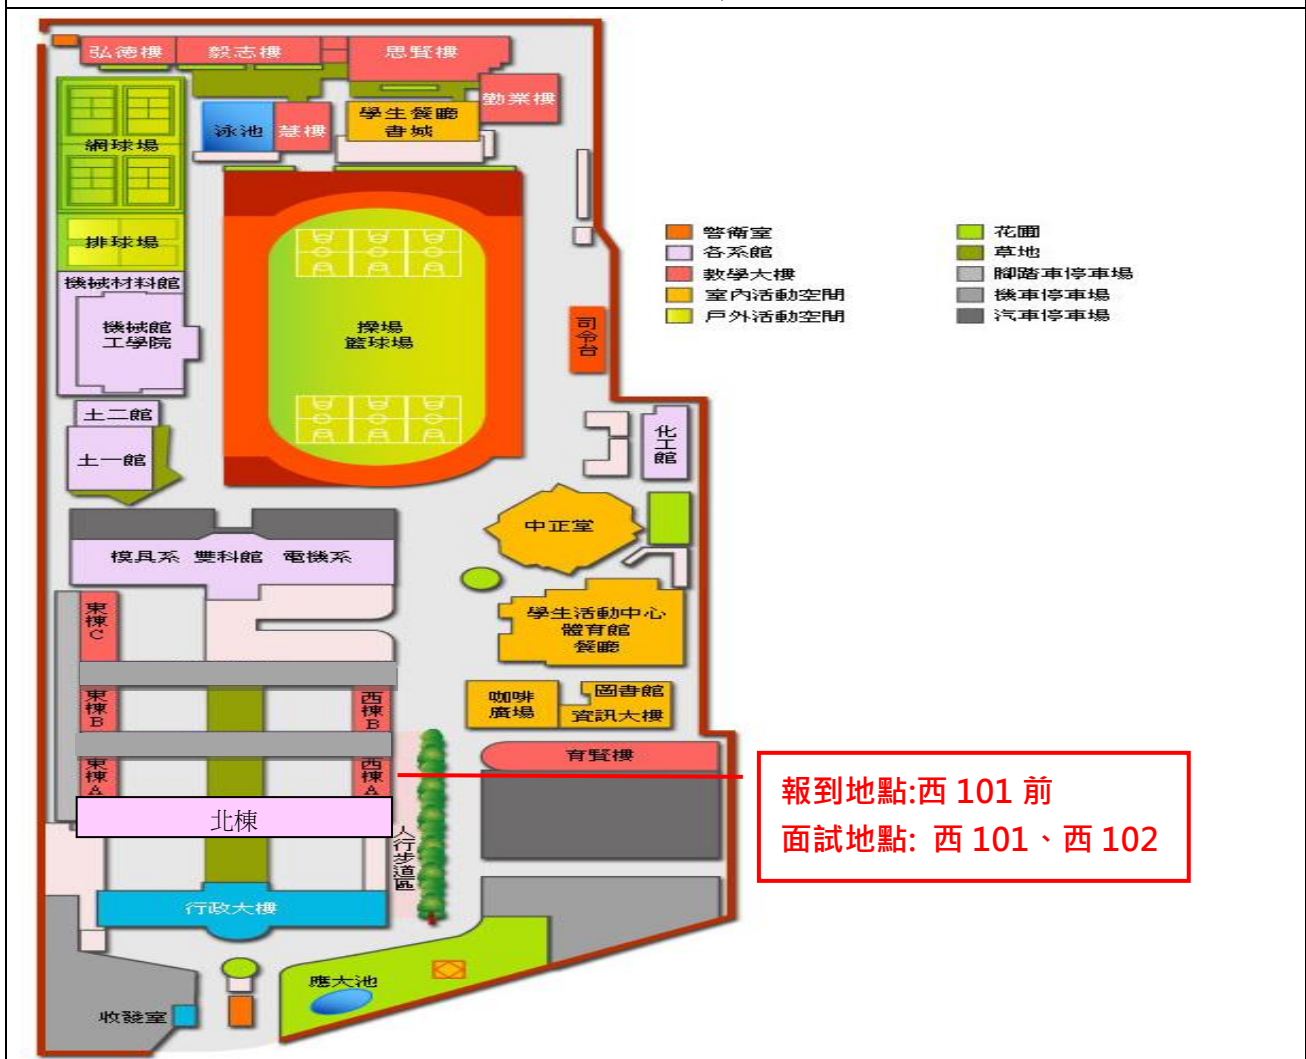 弘德樓 毅志樓 思賢樓
勤業樓
泳池 慧樓
學生餐廳
書城
網球場
排球場
警衛室
各系館
教學大樓
室內活動空間
戶外活動空間
花圃
草地
腳踏車停車場
機車停車場
汽車停車場
機械材料館
機械館
工學院
操場
籃球場
司令台
土二館
土一館
化工館
中正堂
模具系 雙科館 電機系
學生活動中心
體育館
餐廳
東棟C
東棟B
西棟B
咖啡
廣場
圖書館
資訊大樓
東棟A
西棟A
育賢樓
報到地點:西 101 前
面試地點: 西 101、西 102
北棟
人行步道區
行政大樓
應大池
收發室